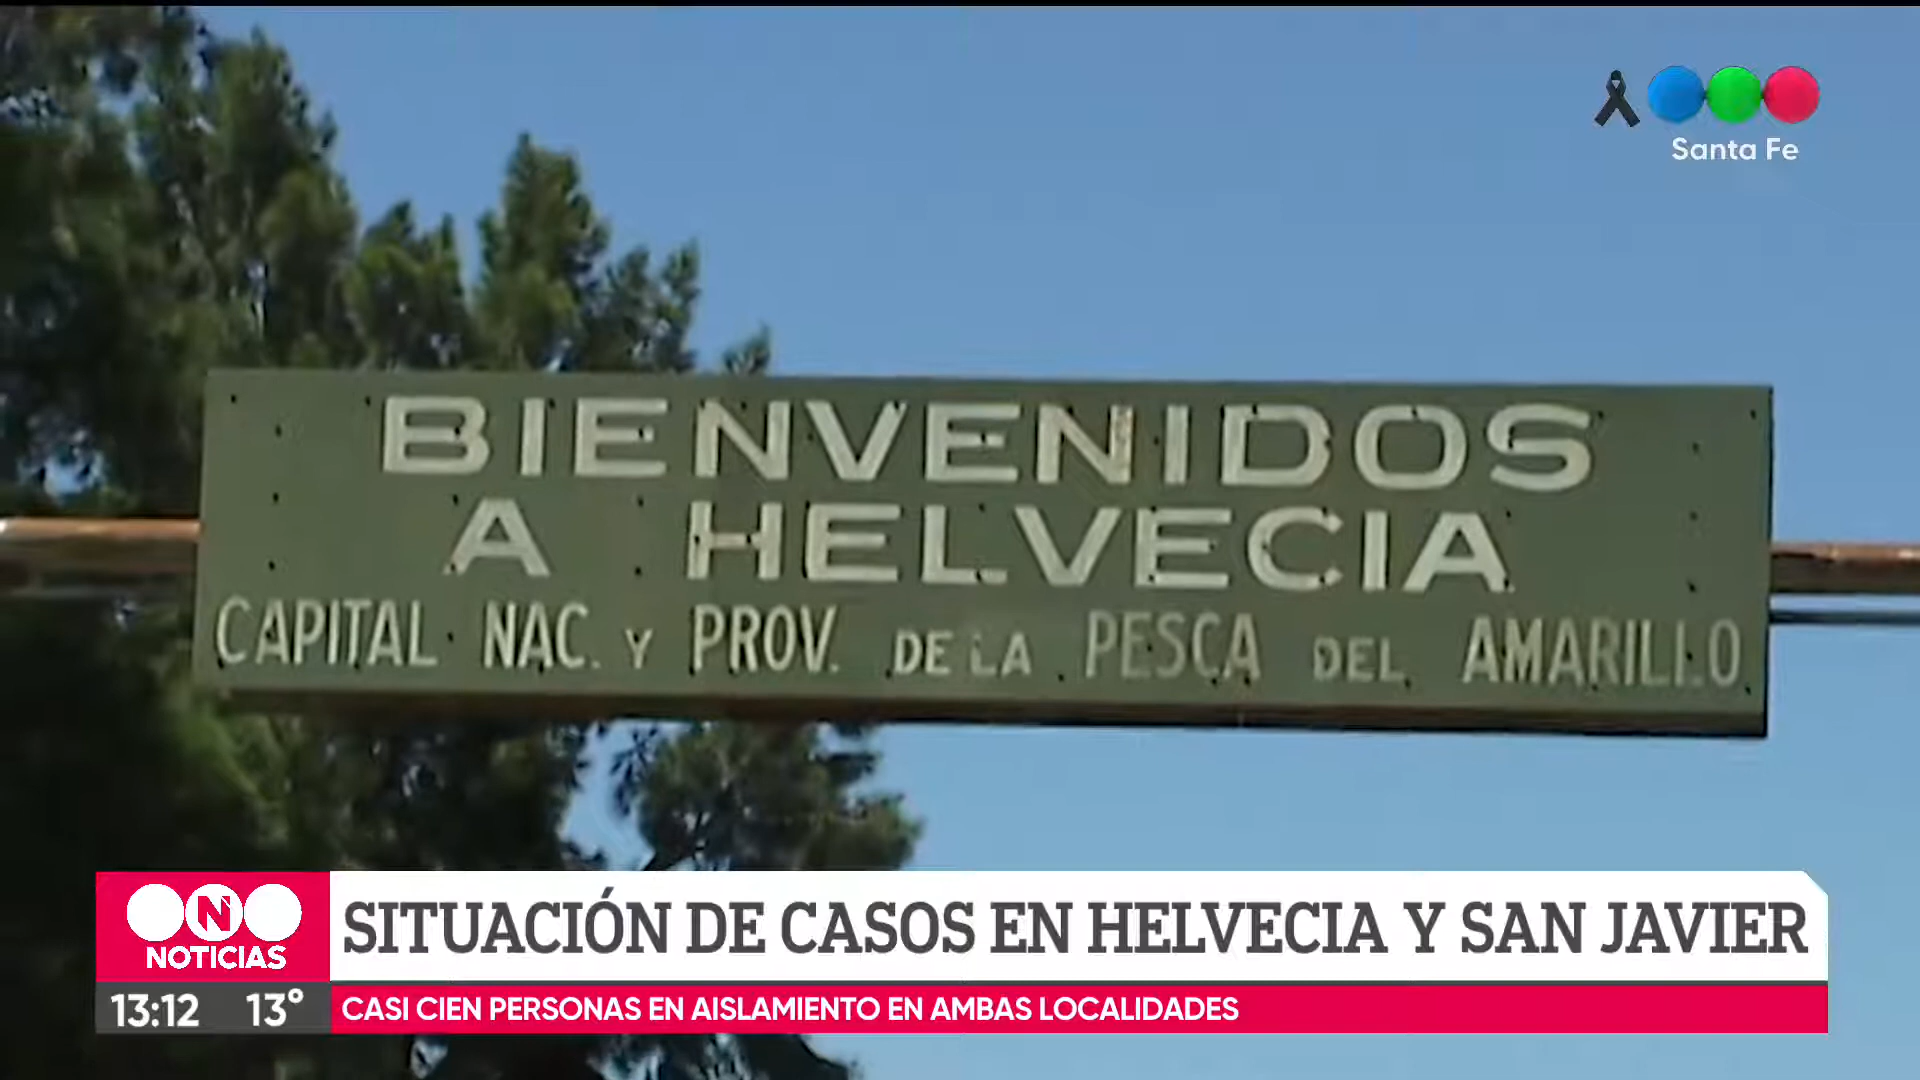 Santa Fe
BIENVENIDOS
A HELVECIA
CAPITAL NAC. Y PROV. DE LA PESCA DEL AMARILLO
N
NOTICIAS
SITUACIÓN DE CASOS EN HELVECIA Y SAN JAVIER
13:12 13°
CASI CIEN PERSONAS EN AISLAMIENTO EN AMBAS LOCALIDADES